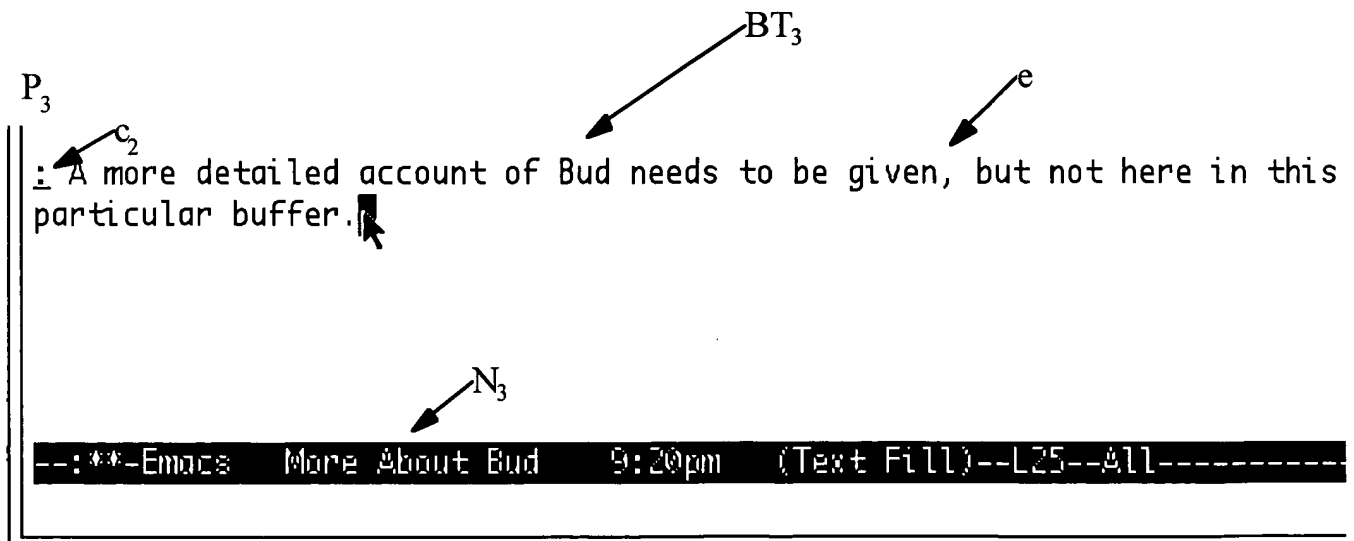 BT₃
P₃
e
c₂
: A more detailed account of Bud needs to be given, but not here in this
particular buffer.
N₃
--:**-Emacs   More About Bud   9:20pm   (Text Fill)--L25--All-----------